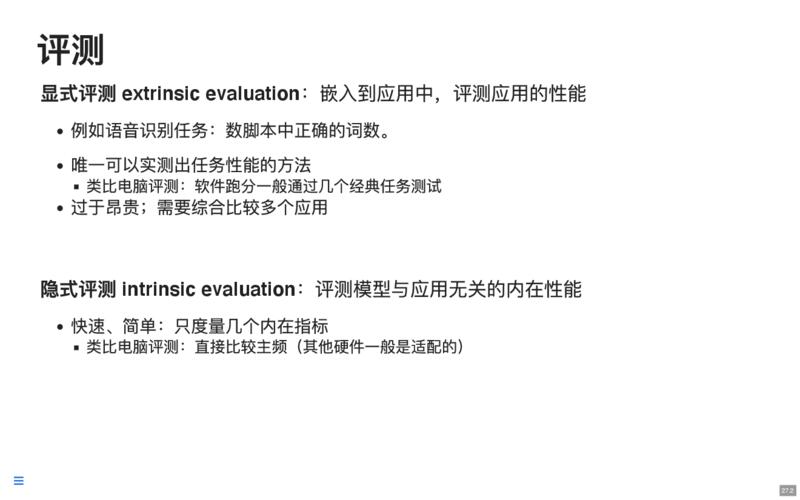 评测
显式评测 extrinsic evaluation：嵌入到应用中，评测应用的性能
• 例如语音识别任务：数脚本中正确的词数。
• 唯一可以实测出任务性能的方法
▪ 类比电脑评测：软件跑分一般通过几个经典任务测试
• 过于昂贵；需要综合比较多个应用
隐式评测 intrinsic evaluation：评测模型与应用无关的内在性能
• 快速、简单：只度量几个内在指标
▪ 类比电脑评测：直接比较主频（其他硬件一般是适配的）
27.2